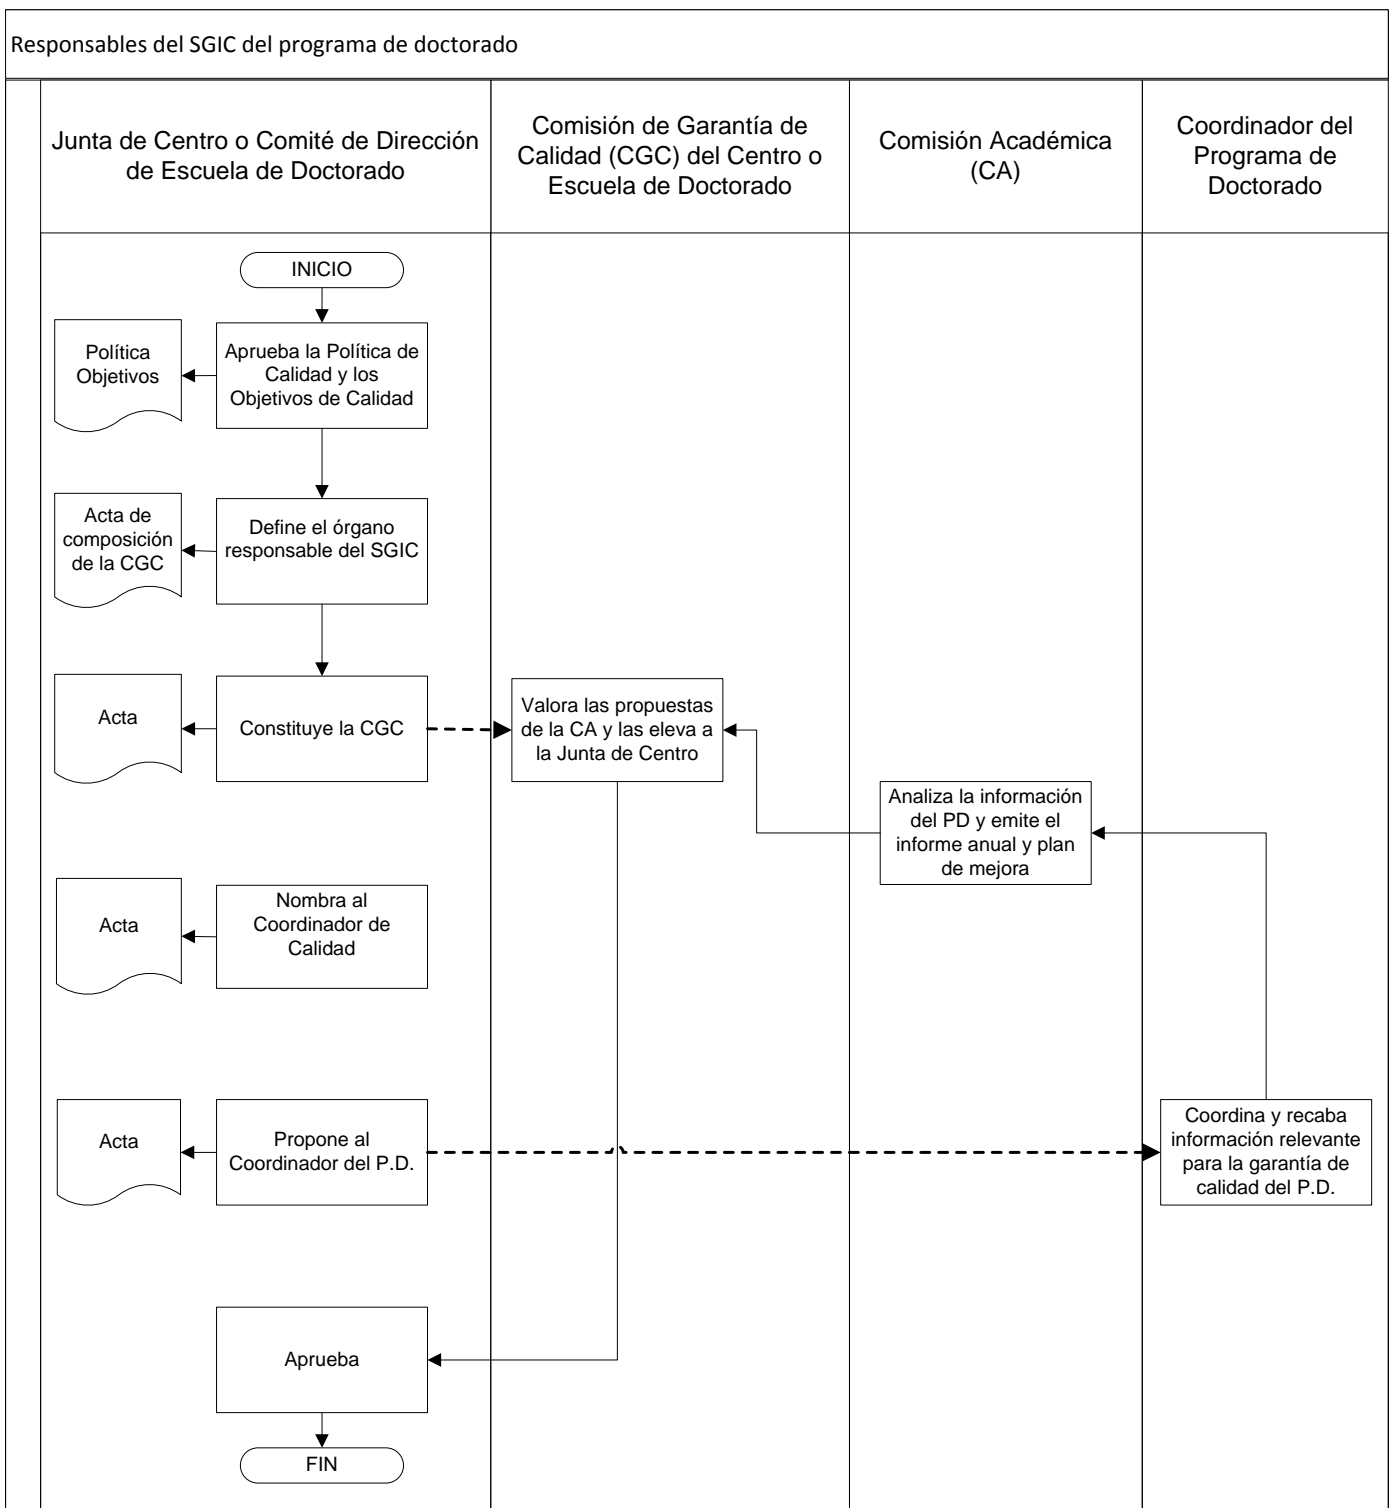 Responsables del SGIC del programa de doctorado
Junta de Centro o Comité de Dirección
de Escuela de Doctorado
Comisión de Garantía de
Calidad (CGC) del Centro o
Escuela de Doctorado
Comisión Académica
(CA)
Coordinador del
Programa de
Doctorado
INICIO
Política
Objetivos
Aprueba la Política de
Calidad y los
Objetivos de Calidad
Acta de
composición
de la CGC
Define el órgano
responsable del SGIC
Acta
Constituye la CGC
Valora las propuestas
de la CA y las eleva a
la Junta de Centro
Analiza la información
del PD y emite el
informe anual y plan
de mejora
Acta
Nombra al
Coordinador de
Calidad
Acta
Propone al
Coordinador del P.D.
Coordina y recaba
información relevante
para la garantía de
calidad del P.D.
Aprueba
FIN